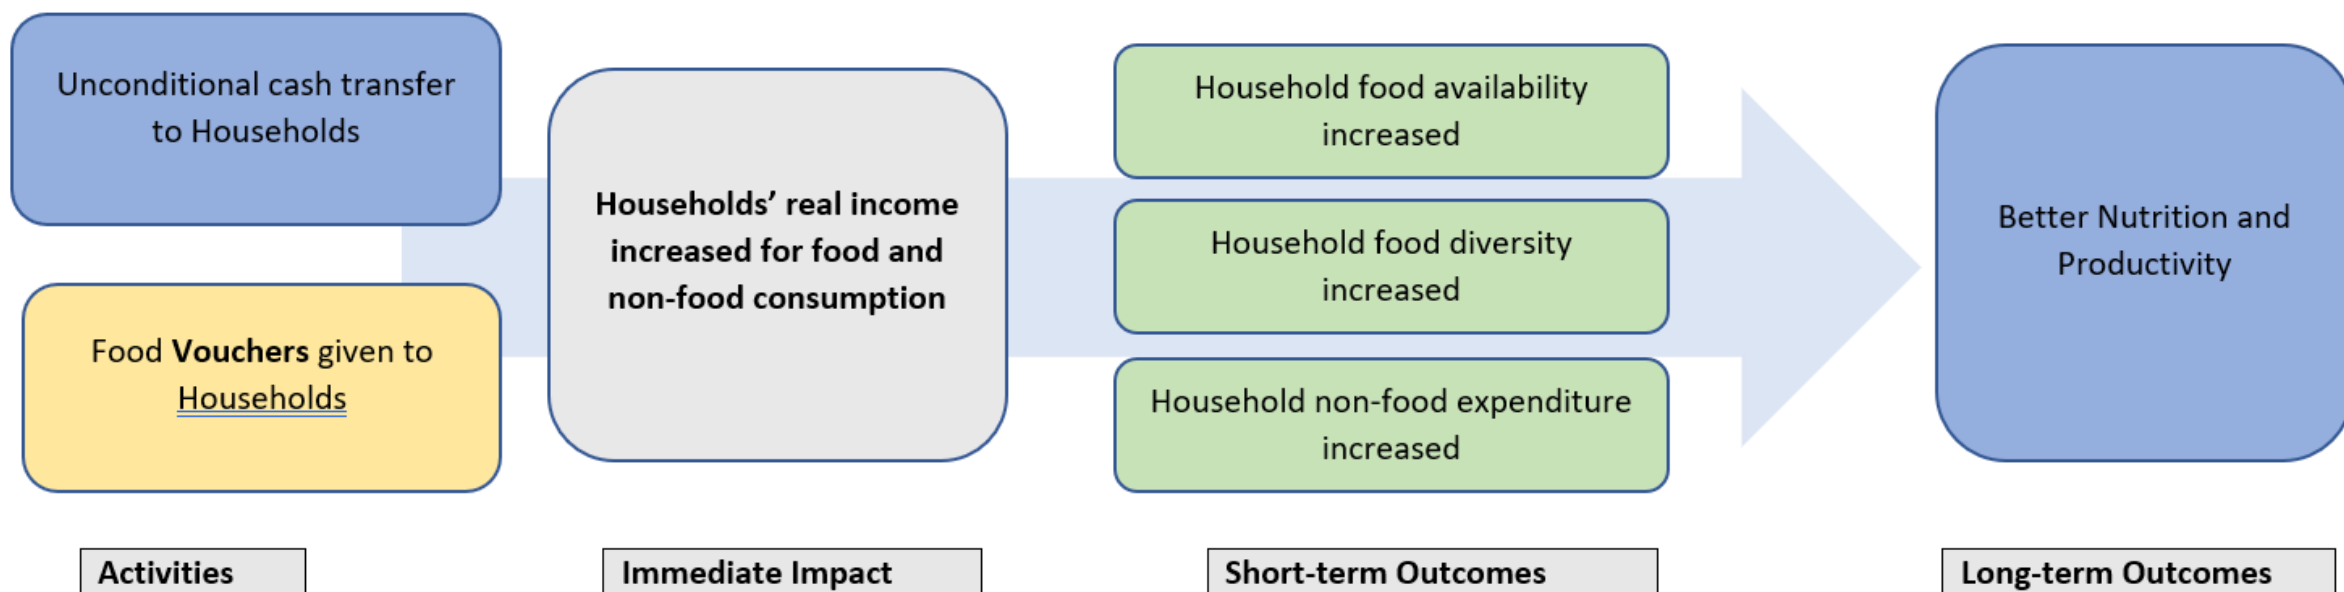 Unconditional cash transfer
to Households
Food Vouchers given to
Households
Households’ real income
increased for food and
non-food consumption
Household food availability
increased
Household food diversity
increased
Household non-food expenditure
increased
Better Nutrition and
Productivity
Activities
Immediate Impact
Short-term Outcomes
Long-term Outcomes